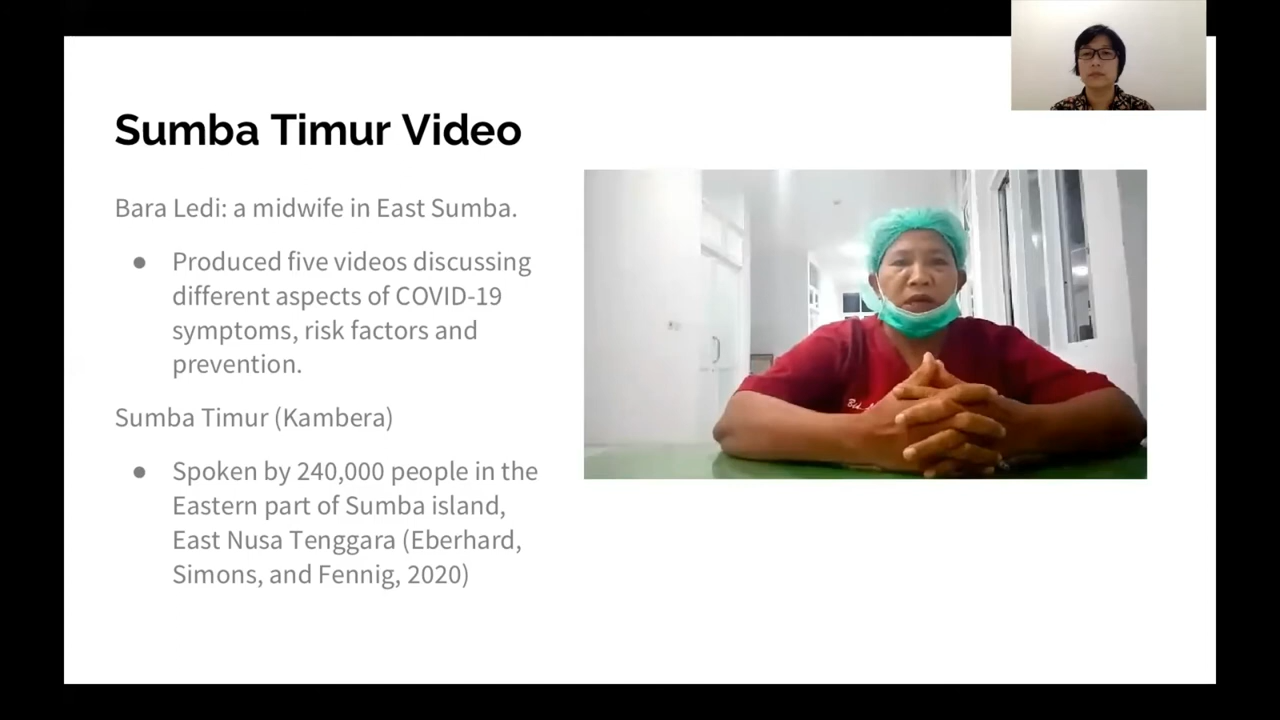 Sumba Timur Video
Bara Ledi: a midwife in East Sumba.
● Produced five videos discussing
different aspects of COVID-19
symptoms, risk factors and
prevention.
Sumba Timur (Kambera)
● Spoken by 240,000 people in the
Eastern part of Sumba island,
East Nusa Tenggara (Eberhard,
Simons, and Fennig, 2020)